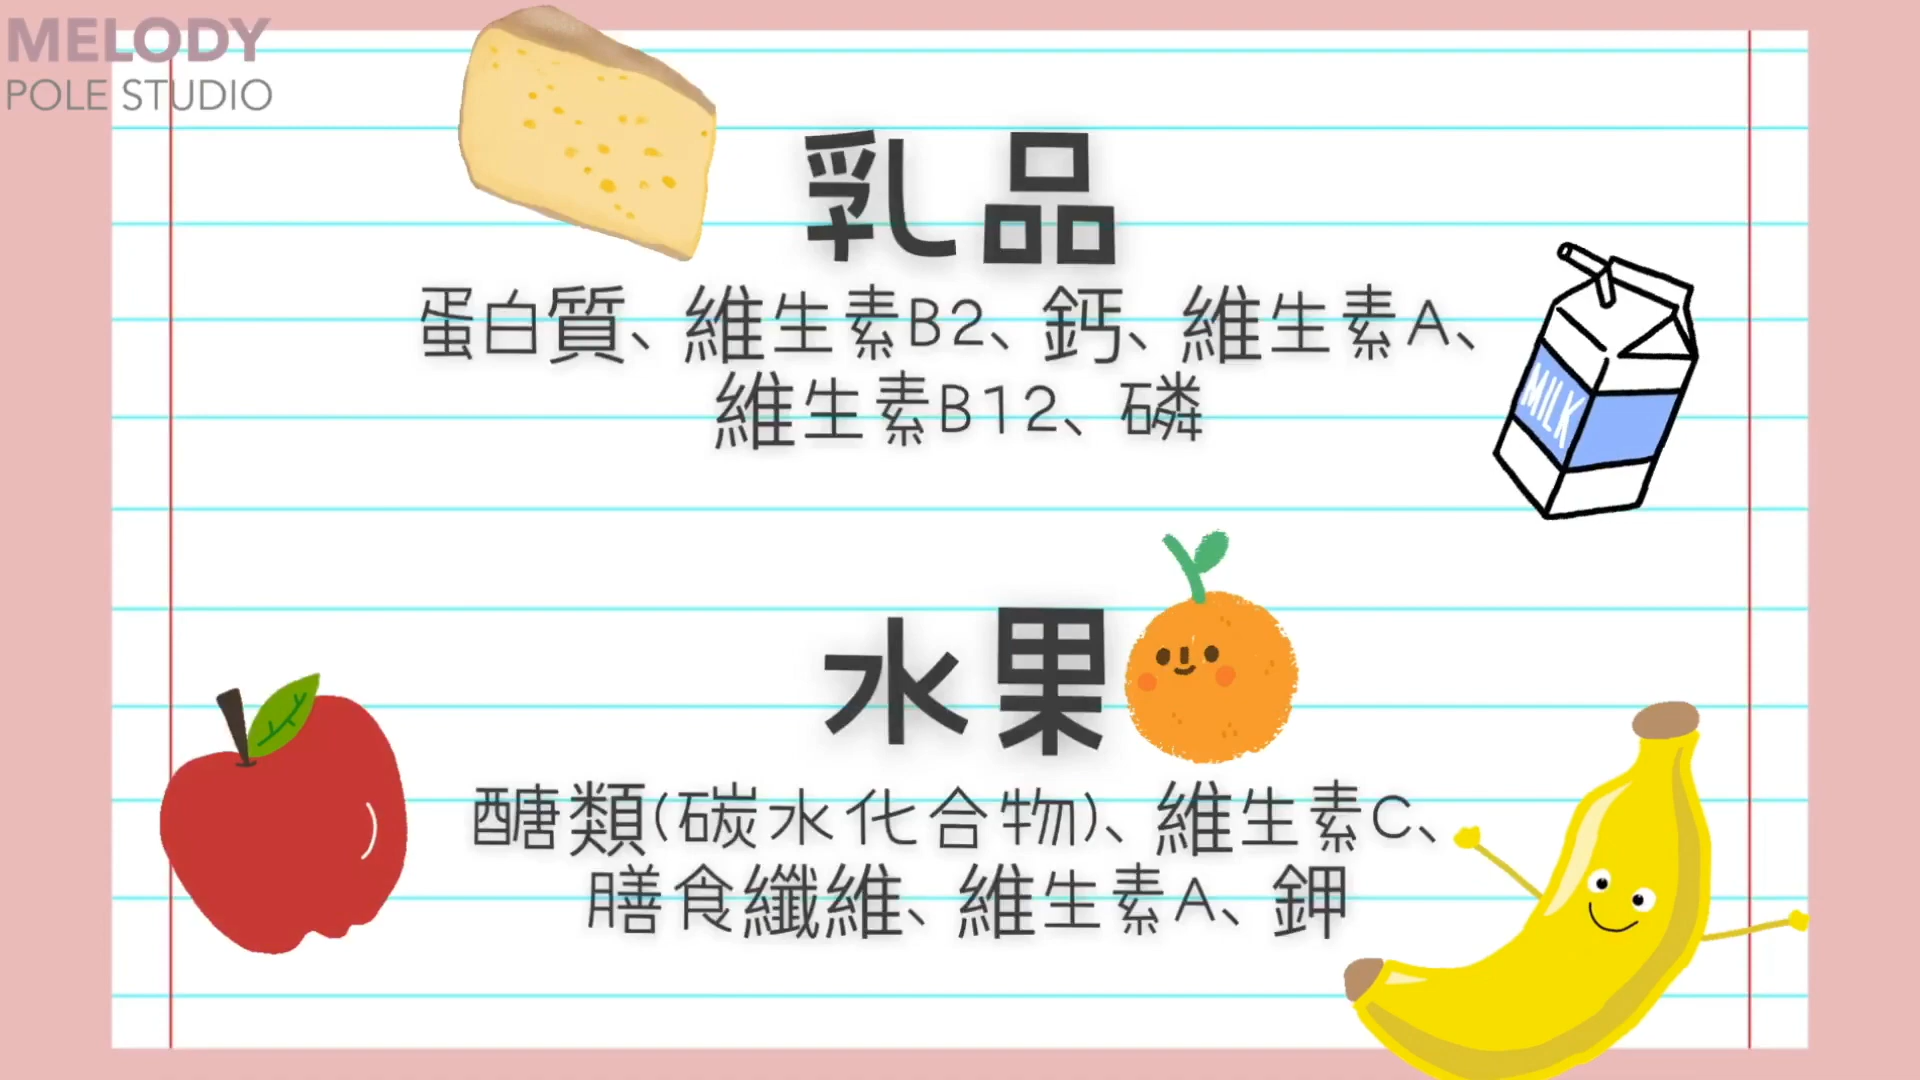 MELODY
POLE STUDIO
乳品
蛋白質、維生素B2、鈣、維生素A、
維生素B12、磷
MILK
水果
醣類(碳水化合物)、維生素C、
膳食纖維、維生素A、鉀